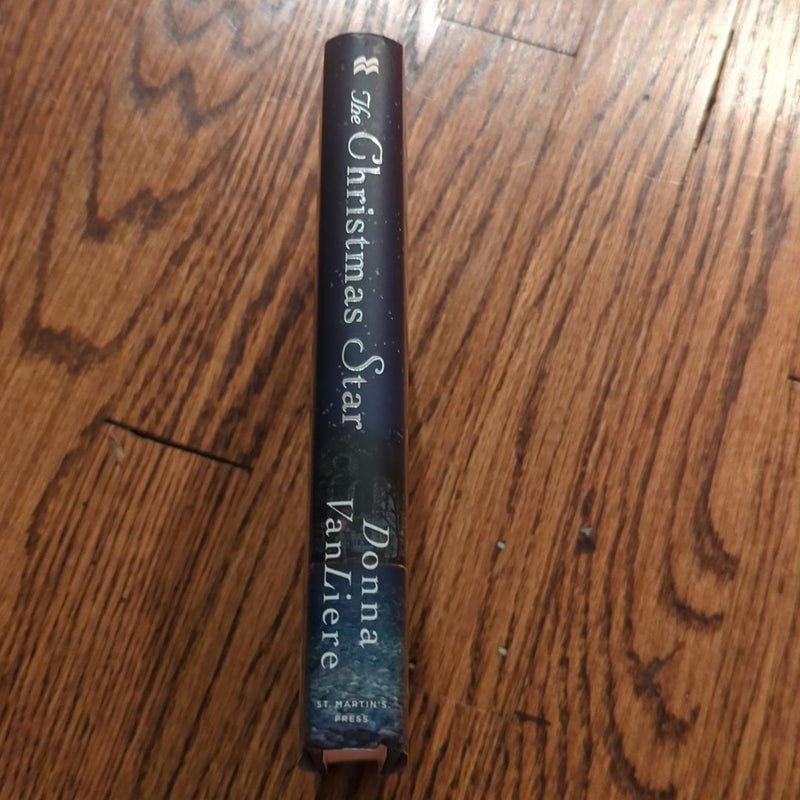 The Christmas Star
Donna
VanLiere
ST. MARTIN'S
PRESS